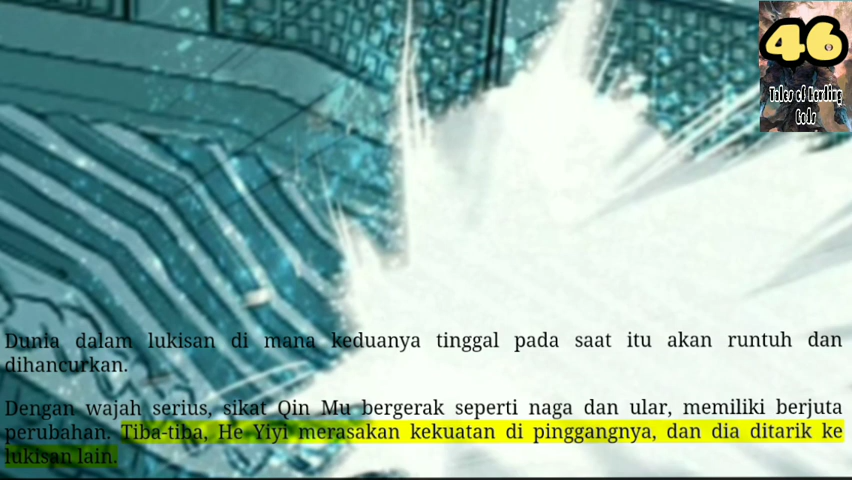 46
Tales of Herding
Gods
Dunia dalam lukisan di mana keduanya tinggal pada saat itu akan runtuh dan
dihancurkan.
Dengan wajah serius, sikat Qin Mu bergerak seperti naga dan ular, memiliki berjuta
perubahan. Tiba-tiba, He Yiyi merasakan kekuatan di pinggangnya, dan dia ditarik ke
lukisan lain.